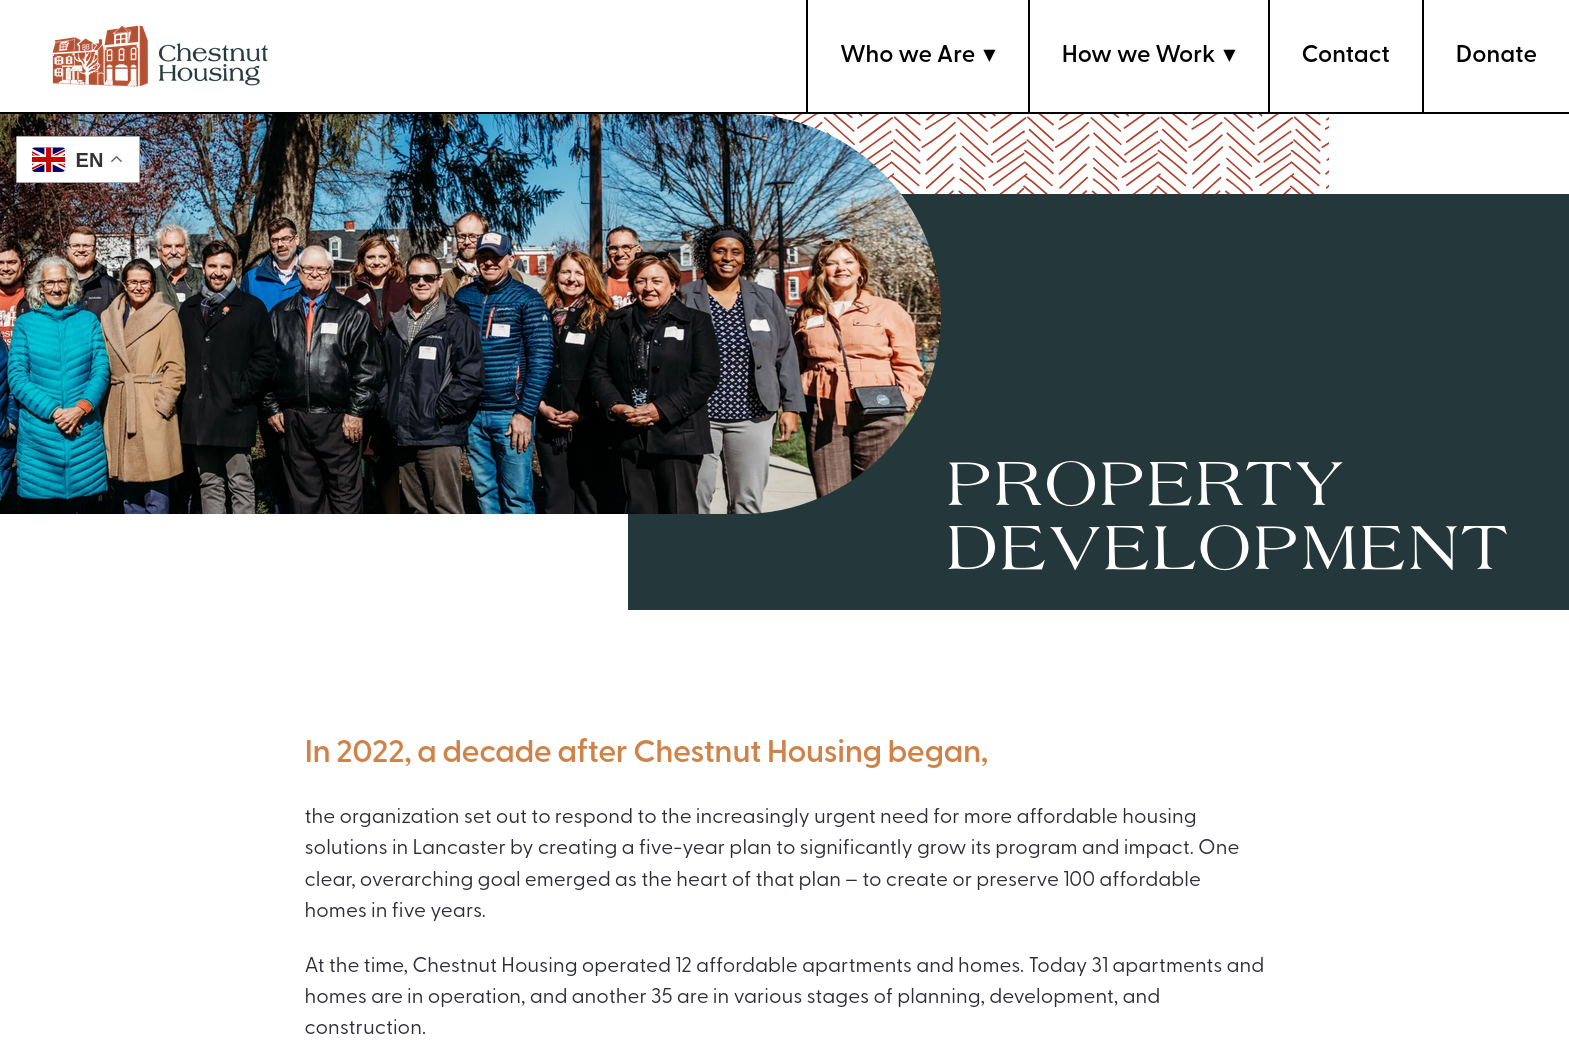 Chestnut
Housing
Who we Are ▼
How we Work ▼
Contact
Donate
EN
PROPERTY
DEVELOPMENT
In 2022, a decade after Chestnut Housing began,
the organization set out to respond to the increasingly urgent need for more affordable housing
solutions in Lancaster by creating a five-year plan to significantly grow its program and impact. One
clear, overarching goal emerged as the heart of that plan – to create or preserve 100 affordable
homes in five years.
At the time, Chestnut Housing operated 12 affordable apartments and homes. Today 31 apartments and
homes are in operation, and another 35 are in various stages of planning, development, and
construction.